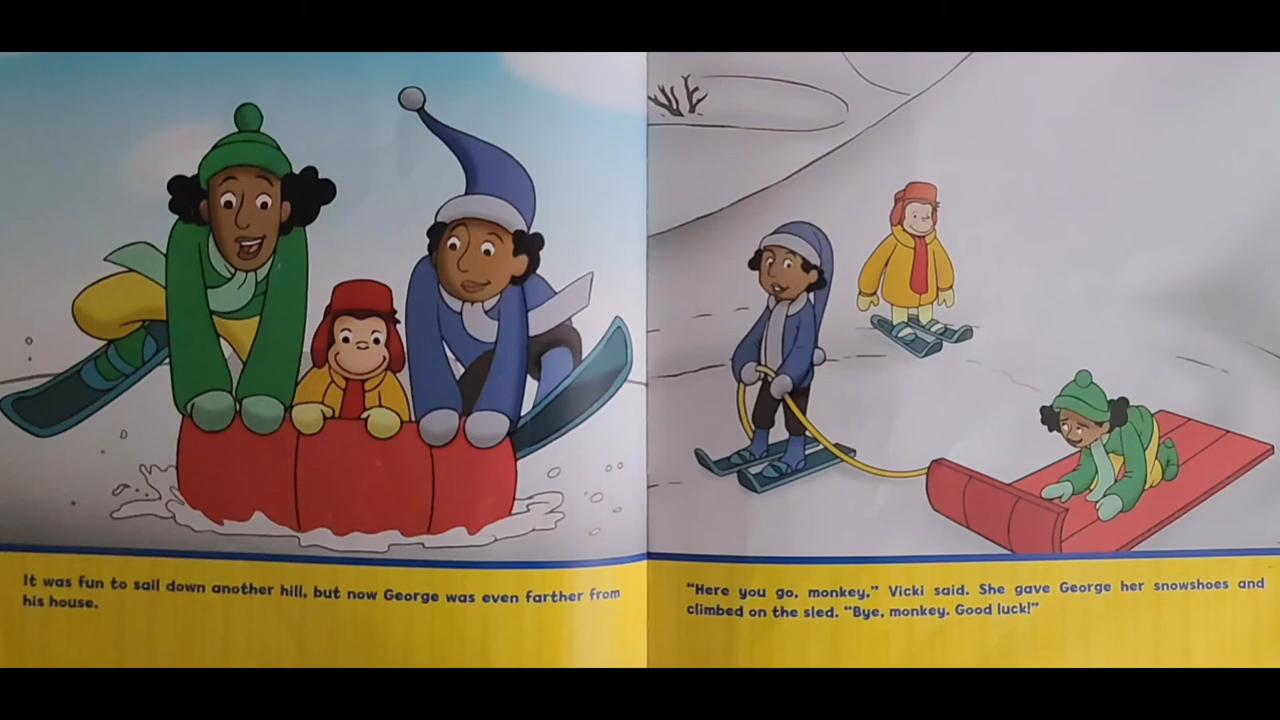 It was fun to sail down another hill, but now George was even farther from
his house.
“Here you go, monkey,” Vicki said. She gave George her snowshoes and
climbed on the sled. “Bye, monkey. Good luck!”